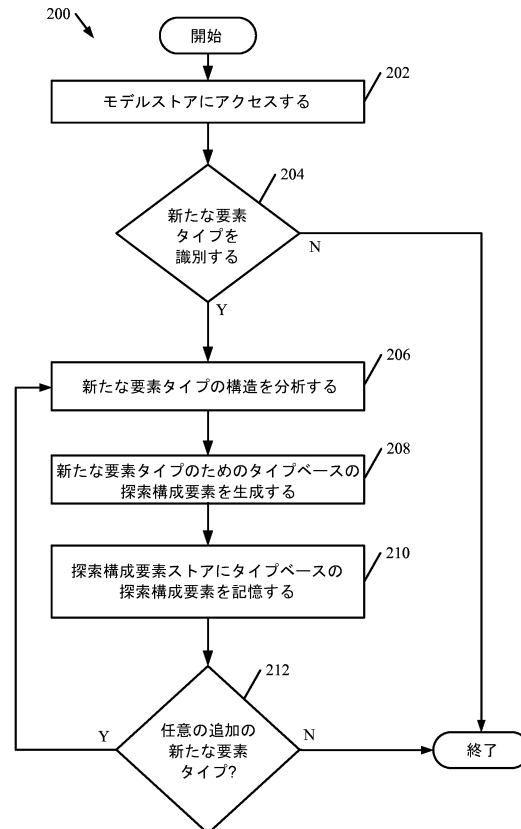 200
開始
モデルストアにアクセスする
202
新たな要素
タイプを
識別する
204
N
Y
新たな要素タイプの構造を分析する
206
新たな要素タイプのためのタイプベースの
探索構成要素を生成する
208
探索構成要素ストアにタイプベースの
探索構成要素を記憶する
210
212
Y
任意の追加の
新たな要素
タイプ?
N
終了